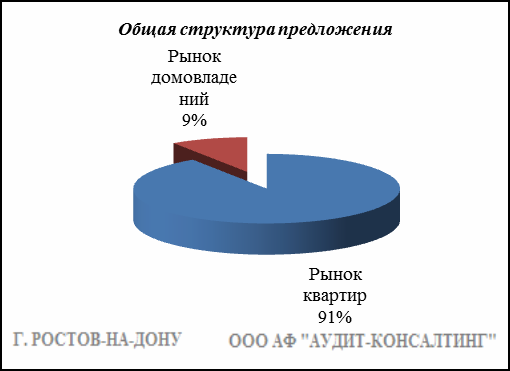 Общая структура предложения
Рынок
домовладе
ний
9%
Рынок
квартир
91%
Г. РОСТОВ-НА-ДОНУ
ООО АФ "АУДИТ-КОНСАЛТИНГ"